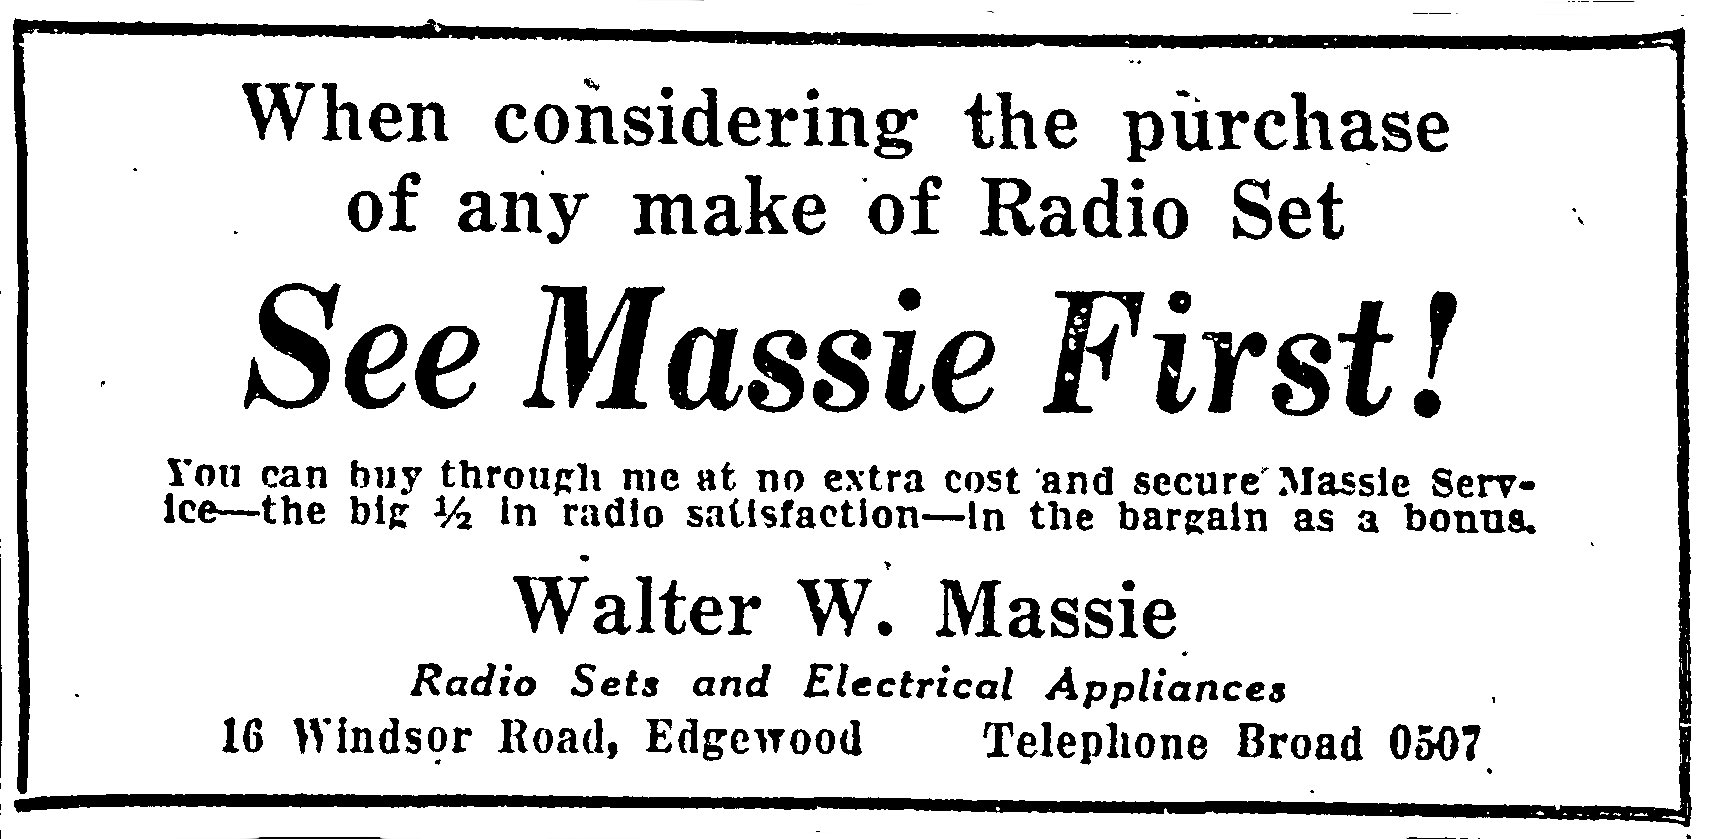 When considering the purchase
of any make of Radio Set
See Massie First!
You can buy through me at no extra cost and secure Massie Serv-
ice—the big ½ in radio satisfaction—in the bargain as a bonus.
Walter W. Massie
Radio Sets and Electrical Appliances
16 Windsor Road, Edgewood Telephone Broad 0507